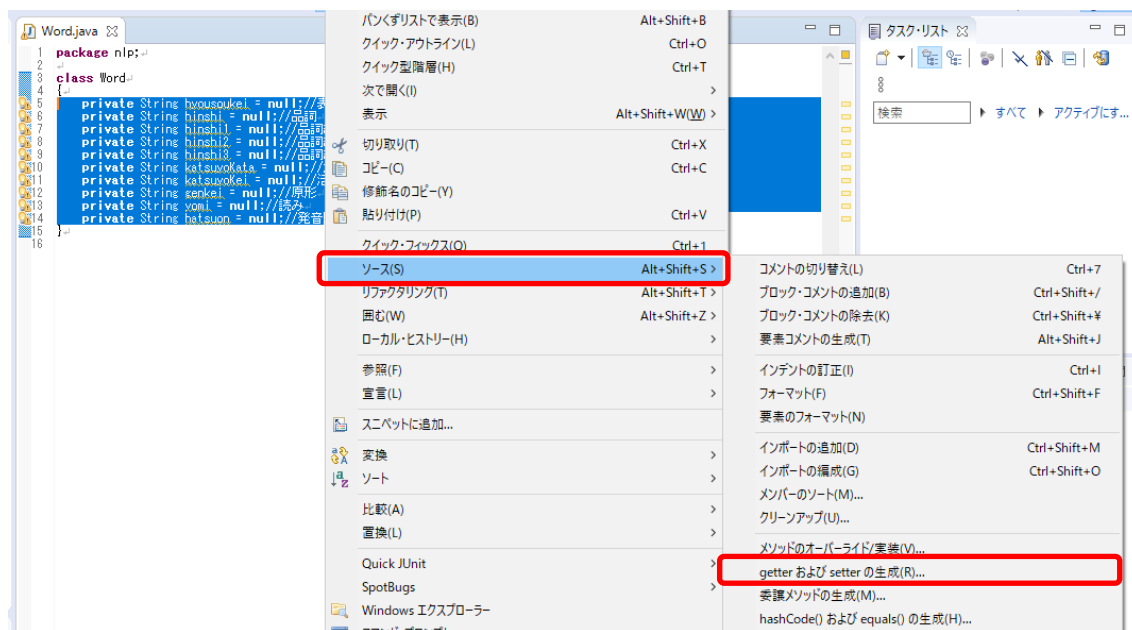 Word.java
1 package nlp;
2
3 class Word
4 {
5 private String hyousoukei = null;//表
6 private String hinshi = null;//品詞
7 private String hinshi1 = null;//品詞
8 private String hinshi2 = null;//品詞
9 private String hinshi3 = null;//品詞
10 private String katsuyoKata = null;//
11 private String katsuyoKei = null;//活
12 private String genkei = null;//原形
13 private String yomi = null;//読み
14 private String hatsuon = null;//発音
15 }
16
パンくずリストで表示(B) Alt+Shift+B
クイック・アウトライン(L) Ctrl+O
クイック型階層(H) Ctrl+T
次で開く(I) >
表示 Alt+Shift+W(W) >
切り取り(T) Ctrl+X
コピー(C) Ctrl+C
修飾名のコピー(Y)
貼り付け(P) Ctrl+V
クイック・フィックス(Q) Ctrl+1
ソース(S) Alt+Shift+S >
リファクタリング(T) Alt+Shift+T >
囲む(W) Alt+Shift+Z >
ローカル・ヒストリー(H) >
参照(F) >
宣言(L) >
スニペットに追加...
変換 >
ソート >
比較(A) >
置換(L) >
Quick JUnit >
SpotBugs >
Windows エクスプローラー
タスク・リスト
検索 すべて アクティブにす...
コメントの切り替え(L) Ctrl+7
ブロック・コメントの追加(B) Ctrl+Shift+/
ブロック・コメントの除去(K) Ctrl+Shift+¥
要素コメントの生成(T) Alt+Shift+J
インデントの訂正(I) Ctrl+I
フォーマット(F) Ctrl+Shift+F
要素のフォーマット(N)
インポートの追加(D) Ctrl+Shift+M
インポートの編成(G) Ctrl+Shift+O
メンバーのソート(M)...
クリーンアップ(U)...
メソッドのオーバーライド/実装(V)...
getter および setter の生成(R)...
委譲メソッドの生成(M)...
hashCode() および equals() の生成(H)...